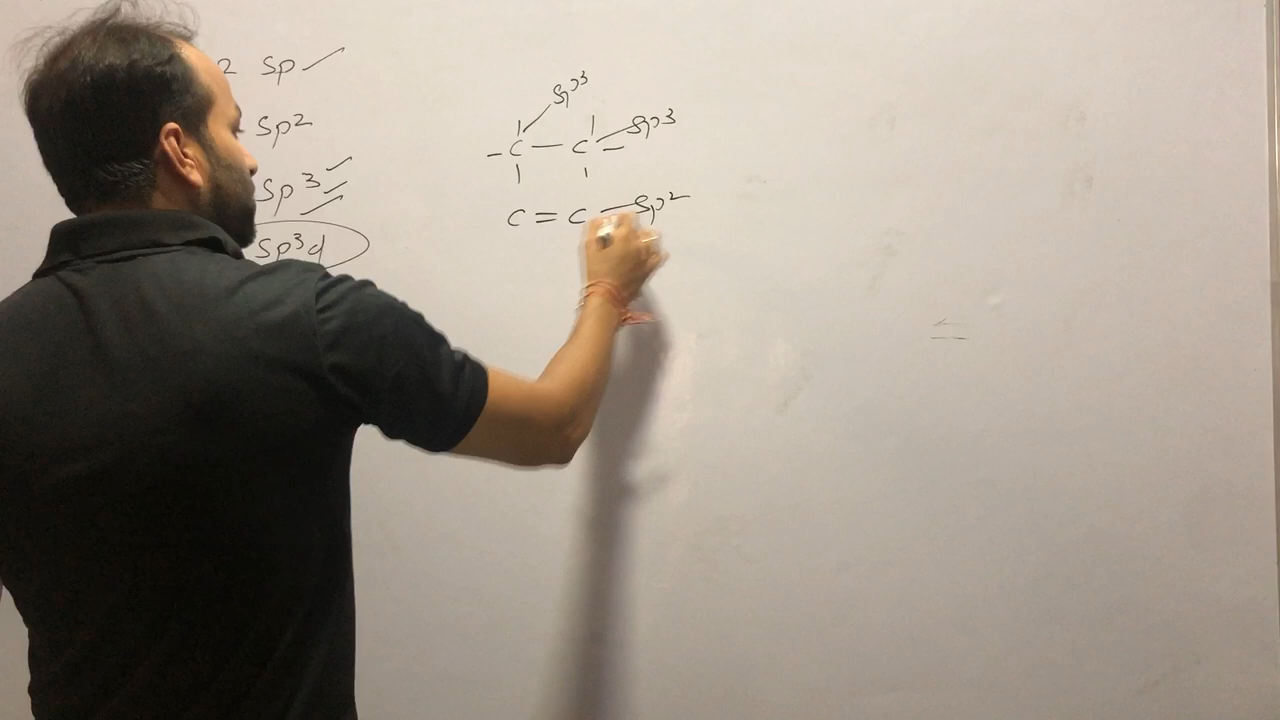 2 sp
sp2
sp3
sp3d
sp3
C — C sp3
C = C — sp2